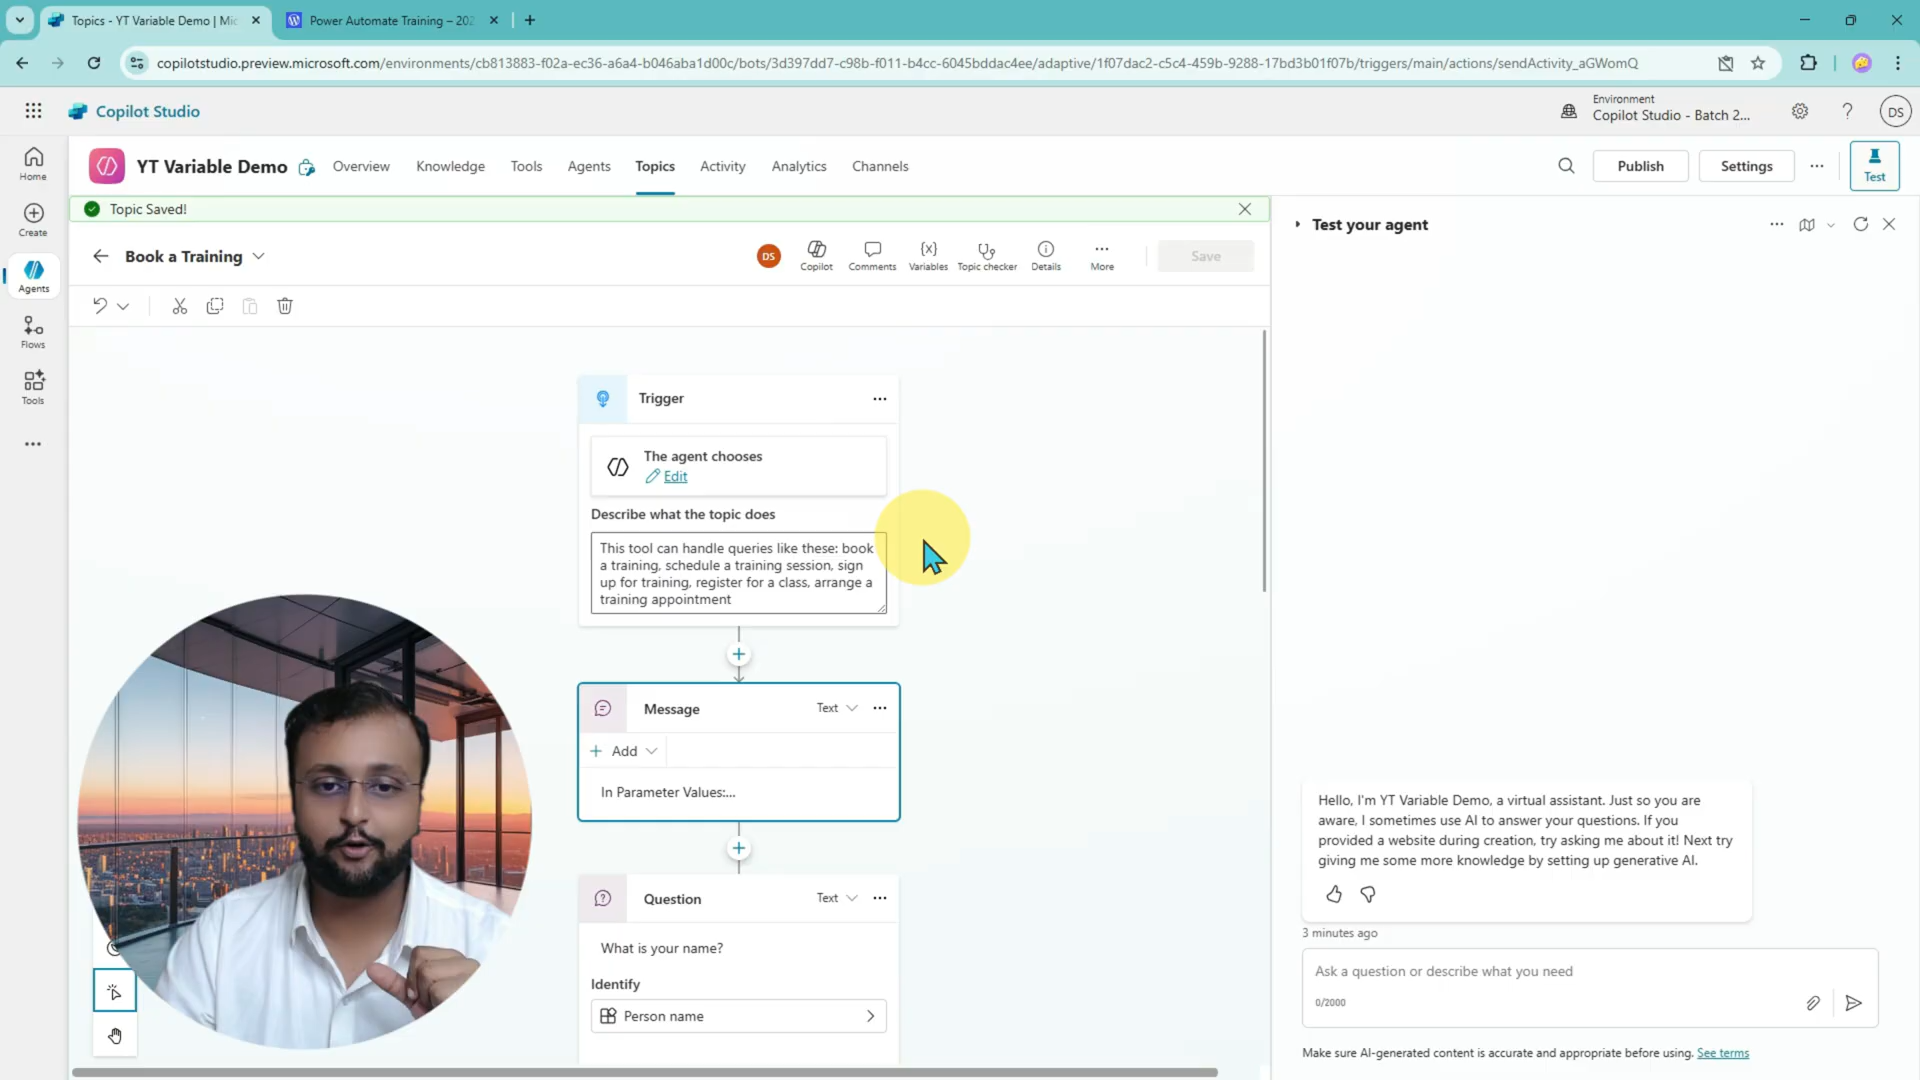 Topics - YT Variable Demo | Mic
Power Automate Training – 202
copilotstudio.preview.microsoft.com/environments/cb813883-f02a-ec36-a6a4-b046aba1d00c/bots/3d397dd7-c98b-f011-b4cc-6045bddac4ee/adaptive/1f07dac2-c5c4-459b-9288-17bd3b01f07b/triggers/main/actions/sendActivity_aGWomQ
Copilot Studio
Environment
Copilot Studio - Batch 2...
DS
Home
Create
Agents
Flows
Tools
YT Variable Demo
Overview
Knowledge
Tools
Agents
Topics
Activity
Analytics
Channels
Publish
Settings
Test
Topic Saved!
Book a Training
DS
Copilot
Comments
Variables
Topic checker
Details
More
Save
Trigger
The agent chooses
Edit
Describe what the topic does
This tool can handle queries like these: book
a training, schedule a training session, sign
up for training, register for a class, arrange a
training appointment
Message
Text
Add
In Parameter Values:...
Question
Text
What is your name?
Identify
Person name
Test your agent
Hello, I'm YT Variable Demo, a virtual assistant. Just so you are
aware, I sometimes use AI to answer your questions. If you
provided a website during creation, try asking me about it! Next try
giving me some more knowledge by setting up generative AI.
3 minutes ago
Ask a question or describe what you need
0/2000
Make sure AI-generated content is accurate and appropriate before using. See terms